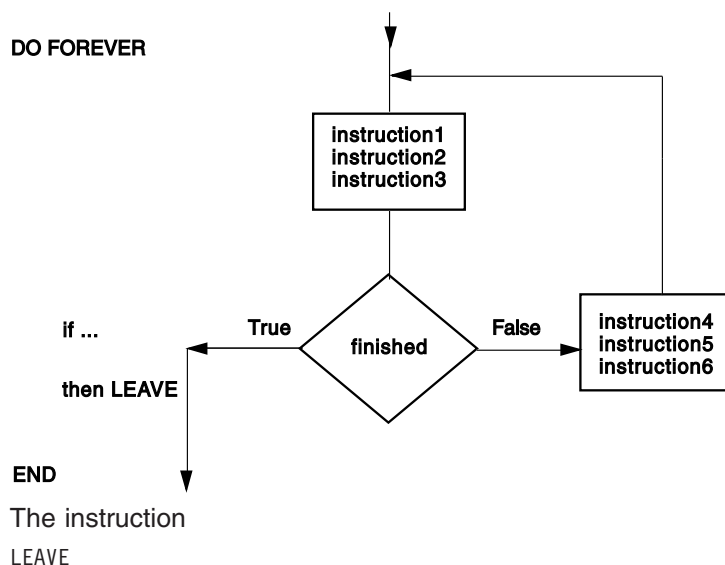 DO FOREVER
instruction1
instruction2
instruction3
if ...
True
finished
False
instruction4
instruction5
instruction6
then LEAVE
END
The instruction
LEAVE